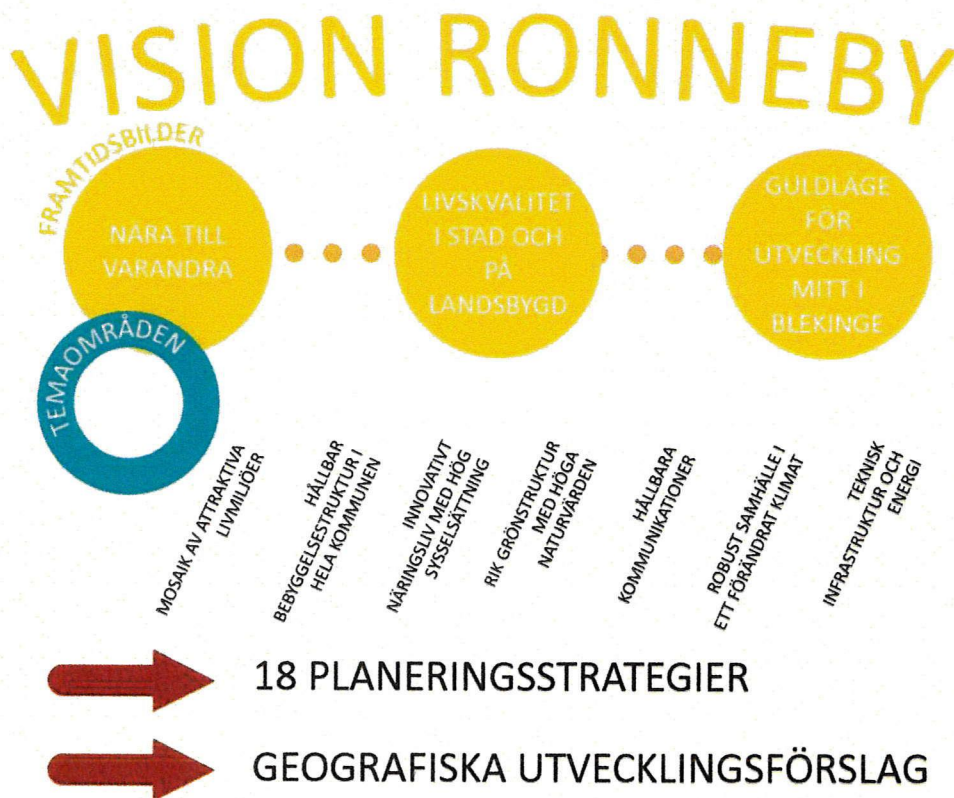 VISION RONNEBY
FRAMTIDSBILDER
NÄRA TILL
VARANDRA
LIVSKVALITET
I STAD OCH
PÅ
LANDSBYGD
GULDLÄGE
FÖR
UTVECKLING
MITT I
BLEKINGE
TEMAOMRÅDEN
MOSAIK AV ATTRAKTIVA
LIVMILJÖER
HÅLLBAR
BEBYGGELSESTRUKTUR I
HELA KOMMUNEN
INNOVATIVT
NÄRINGSLIV MED HÖG
SYSSELSÄTTNING
RIK GRÖNSTRUKTUR
MED HÖGA
NATURVÄRDEN
HÅLLBARA
KOMMUNIKATIONER
ROBUST SAMHÄLLE I
ETT FÖRÄNDRAT KLIMAT
TEKNISK
INFRASTRUKTUR OCH
ENERGI
18 PLANERINGSSTRATEGIER
GEOGRAFISKA UTVECKLINGSFÖRSLAG